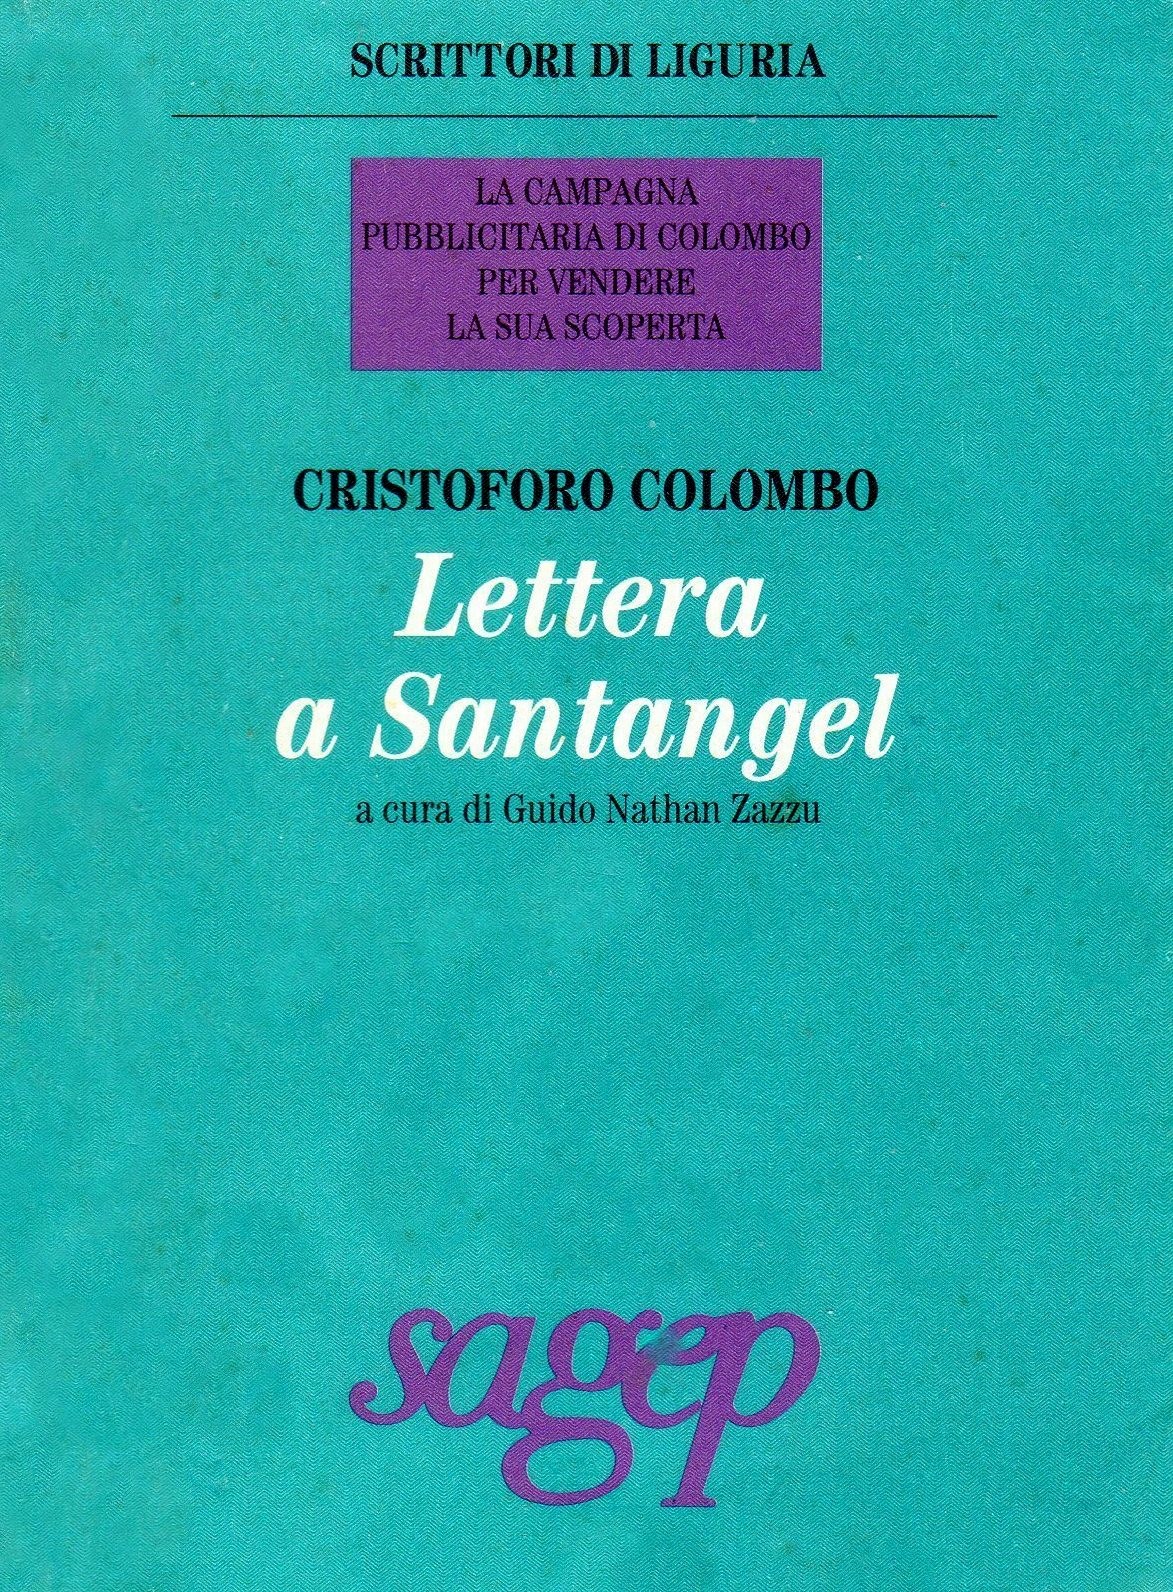 SCRITTORI DI LIGURIA
LA CAMPAGNA
PUBBLICITARIA DI COLOMBO
PER VENDERE
LA SUA SCOPERTA
CRISTOFORO COLOMBO
Lettera
a Santangel
a cura di Guido Nathan Zazzu
sagep